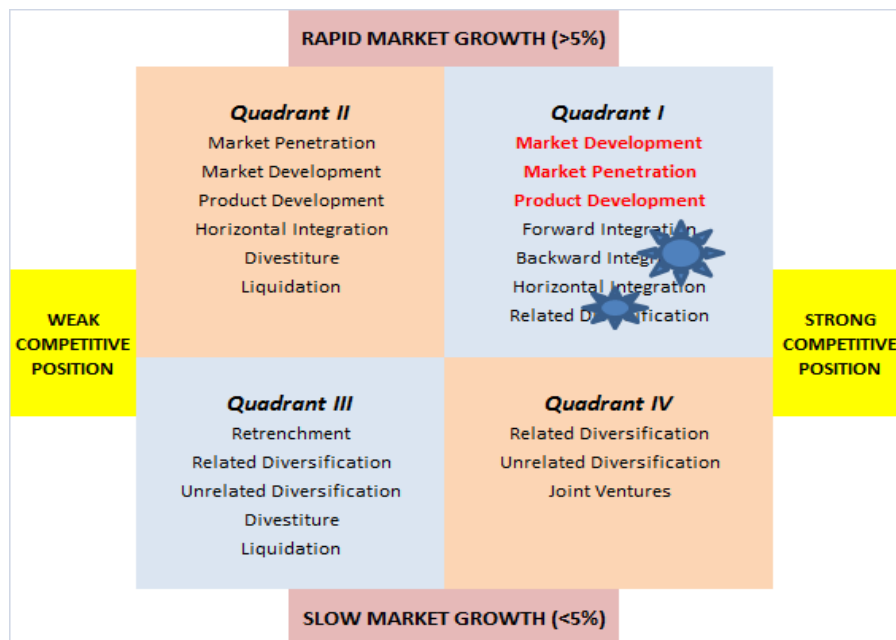 RAPID MARKET GROWTH (>5%)
Quadrant II
Market Penetration
Market Development
Product Development
Horizontal Integration
Divestiture
Liquidation
Quadrant I
Market Development
Market Penetration
Product Development
Forward Integration
Backward Integration
Horizontal Integration
Related Diversification
WEAK
COMPETITIVE
POSITION
STRONG
COMPETITIVE
POSITION
Quadrant III
Retrenchment
Related Diversification
Unrelated Diversification
Divestiture
Liquidation
Quadrant IV
Related Diversification
Unrelated Diversification
Joint Ventures
SLOW MARKET GROWTH (<5%)